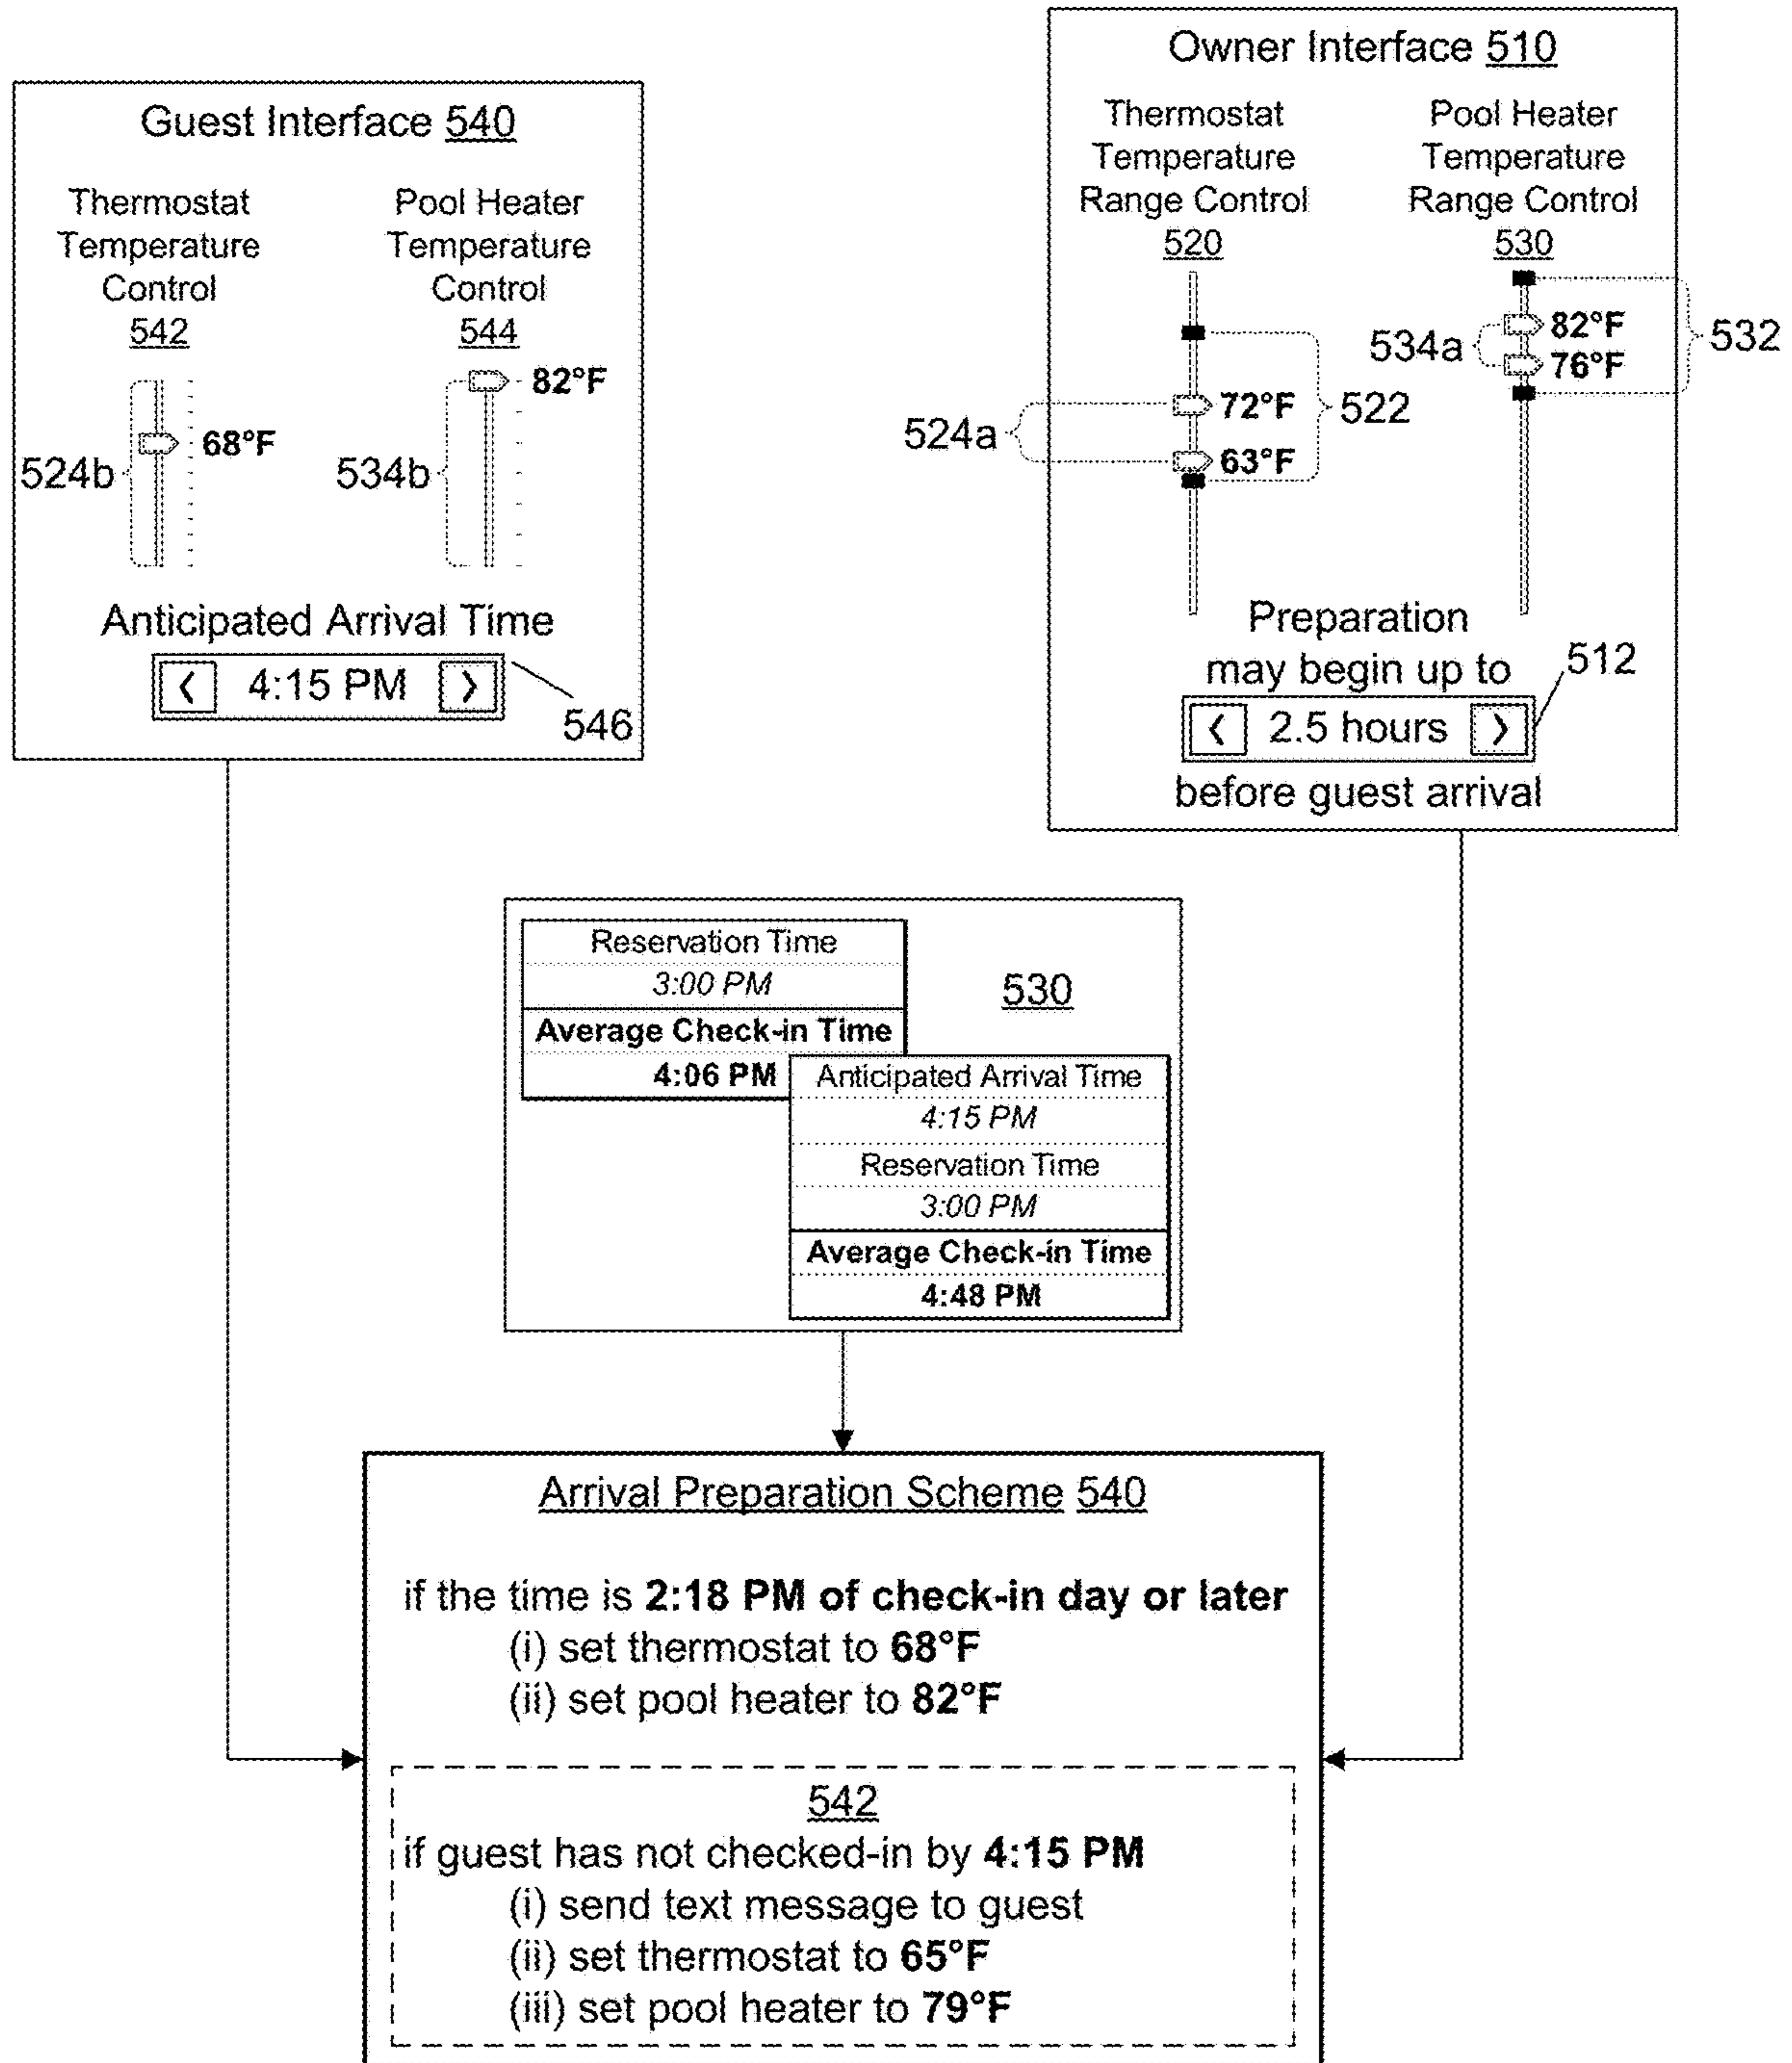 Guest Interface 540
Thermostat
Temperature
Control
542
68°F
524b
Pool Heater
Temperature
Control
544
82°F
534b
Anticipated Arrival Time
< 4:15 PM >
546
Owner Interface 510
Thermostat
Temperature
Range Control
520
72°F
63°F
524a
522
Pool Heater
Temperature
Range Control
530
82°F
76°F
534a
532
Preparation
may begin up to
< 2.5 hours >
512
before guest arrival
530
Reservation Time
3:00 PM
Average Check-in Time
4:06 PM
Anticipated Arrival Time
4:15 PM
Reservation Time
3:00 PM
Average Check-in Time
4:48 PM
Arrival Preparation Scheme 540
if the time is 2:18 PM of check-in day or later
(i) set thermostat to 68°F
(ii) set pool heater to 82°F
542
if guest has not checked-in by 4:15 PM
(i) send text message to guest
(ii) set thermostat to 65°F
(iii) set pool heater to 79°F